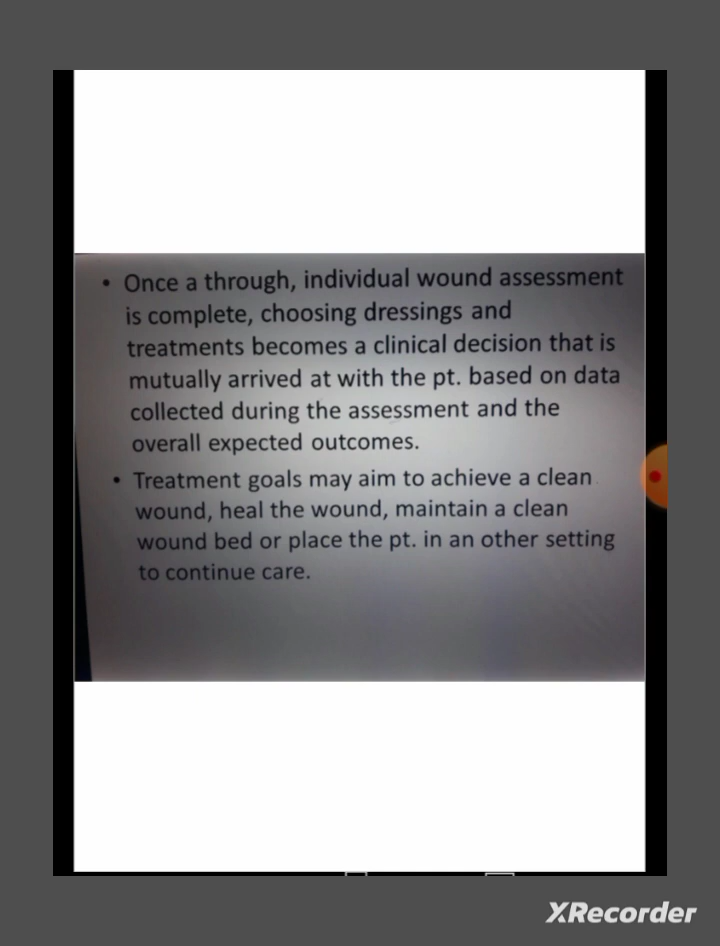 • Once a through, individual wound assessment
is complete, choosing dressings and
treatments becomes a clinical decision that is
mutually arrived at with the pt. based on data
collected during the assessment and the
overall expected outcomes.
• Treatment goals may aim to achieve a clean
wound, heal the wound, maintain a clean
wound bed or place the pt. in an other setting
to continue care.
XRecorder